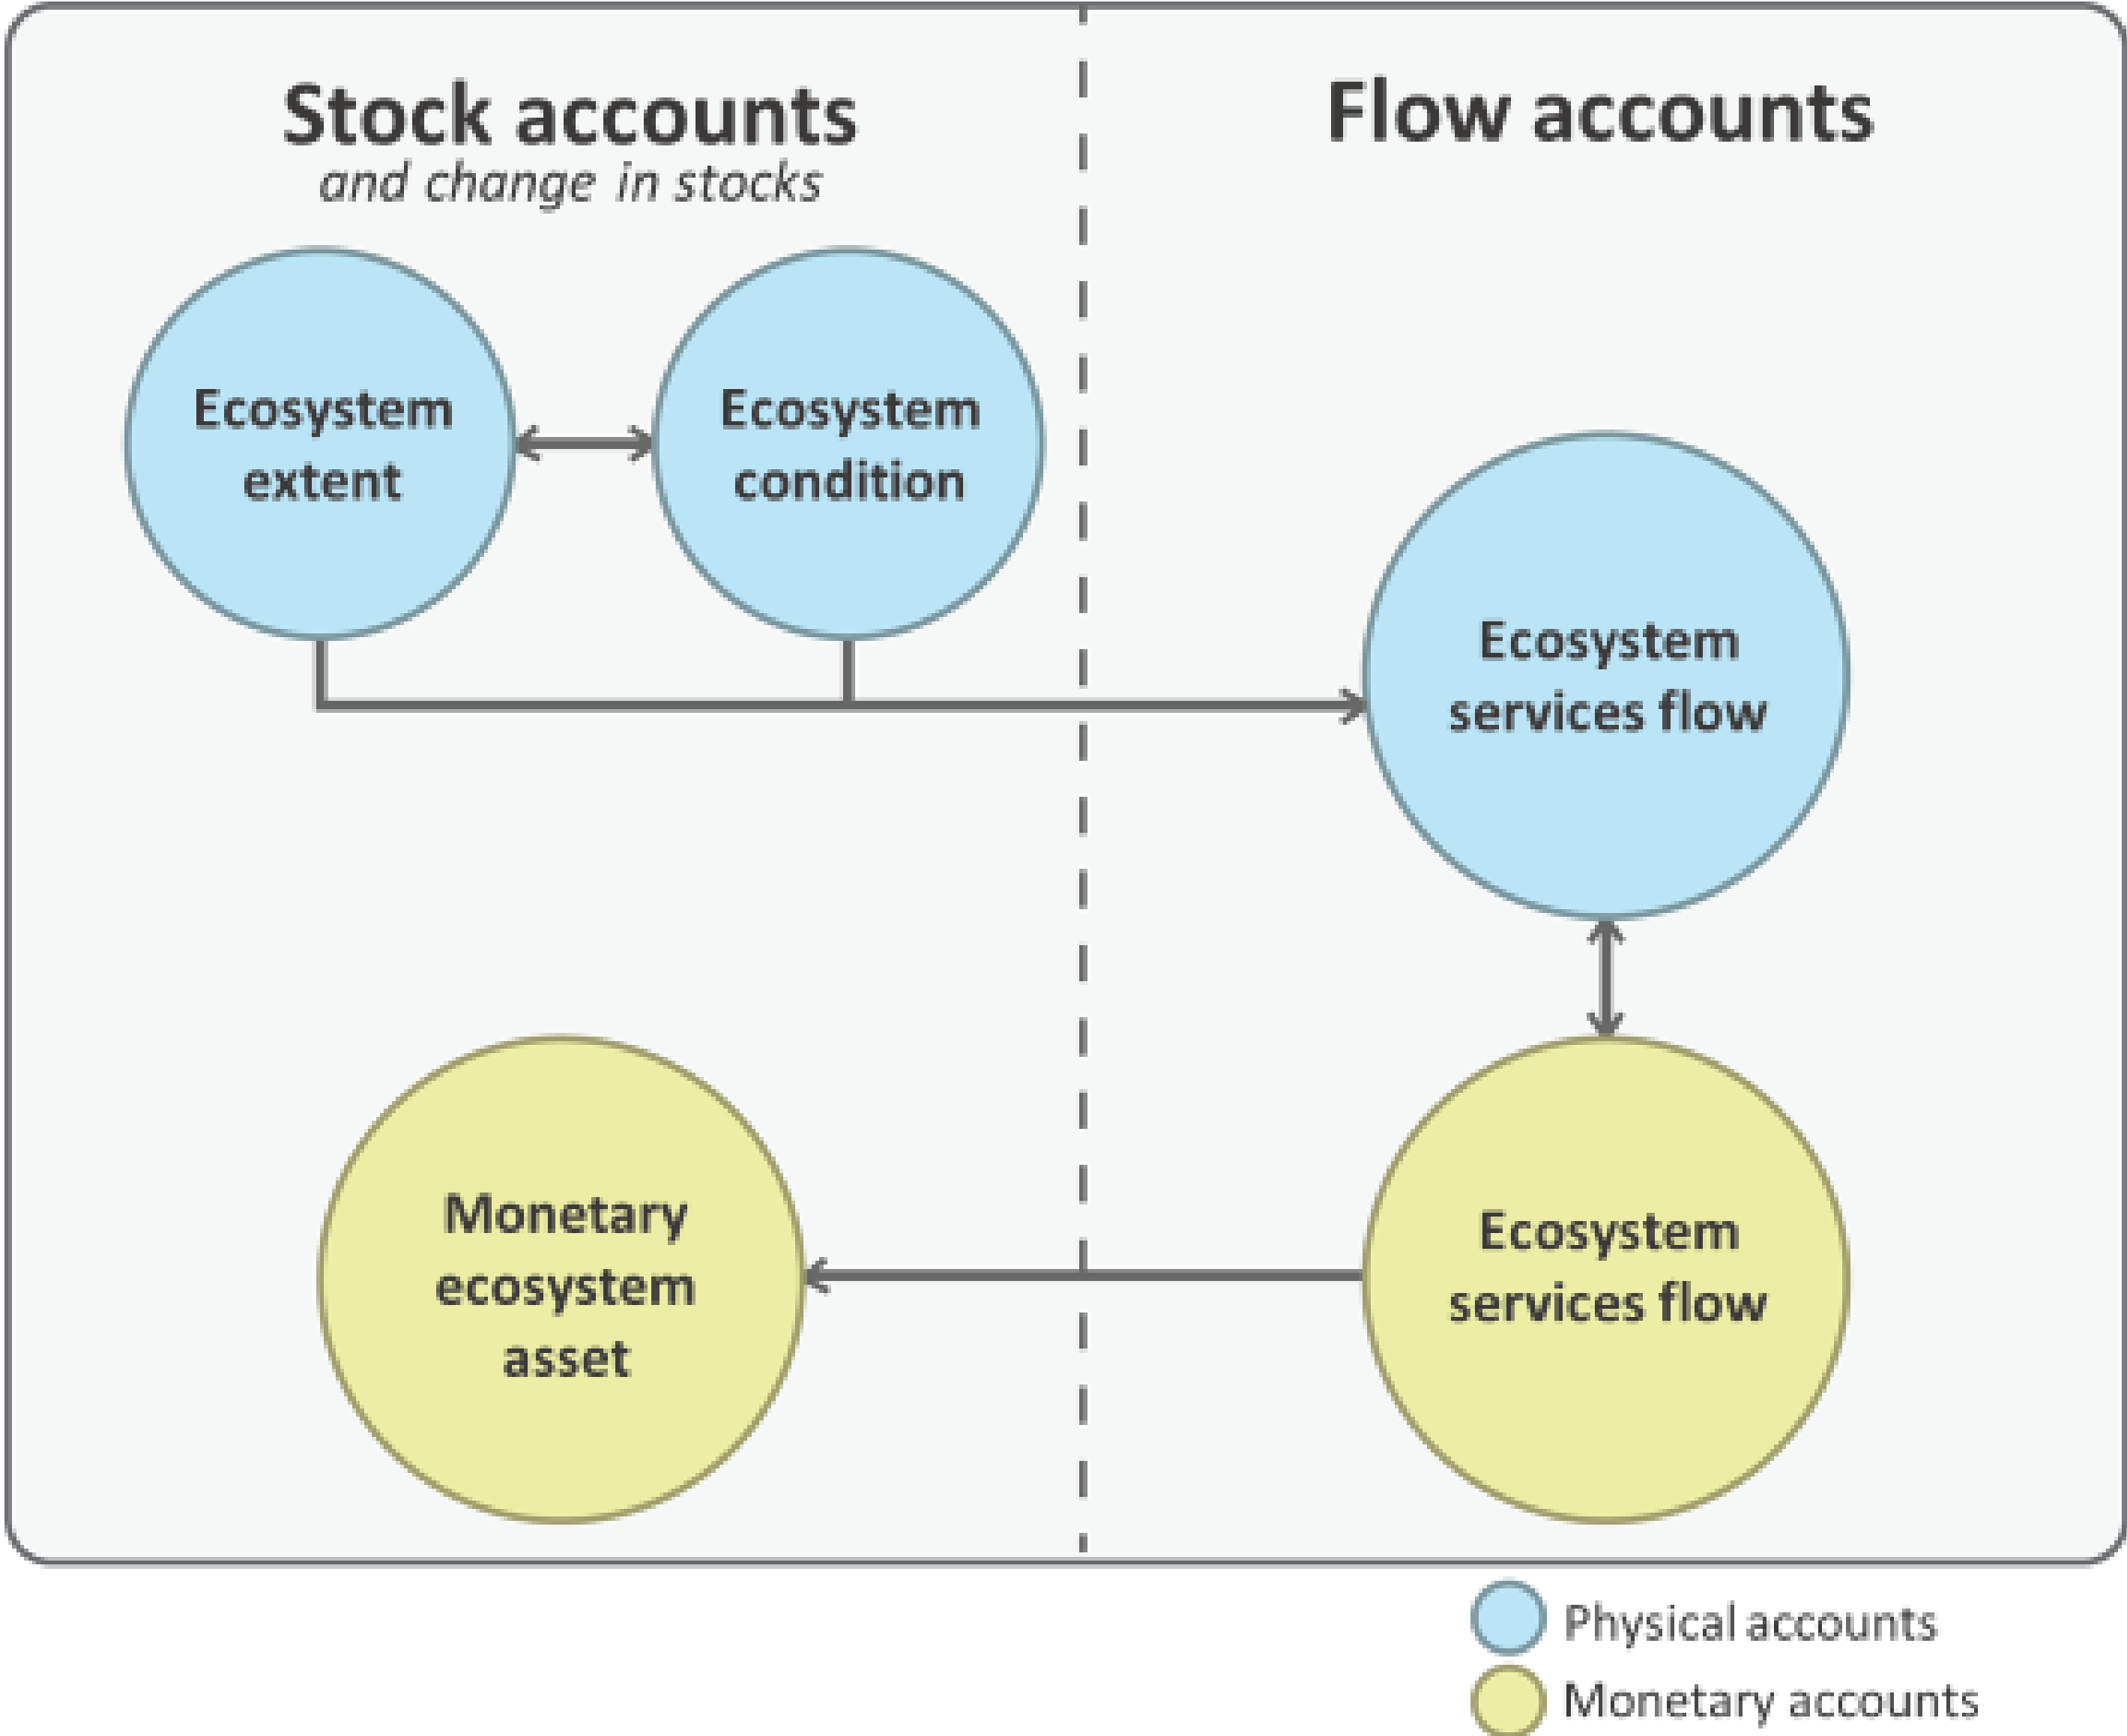 Stock accounts
and change in stocks
Flow accounts
Ecosystem
extent
Ecosystem
condition
Ecosystem
services flow
Monetary
ecosystem
asset
Ecosystem
services flow
Physical accounts
Monetary accounts